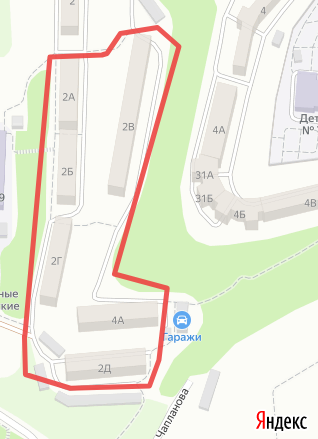 2
4
2А
2В
4А
Дет
№
31А
2Б
31Б
9
4В
4Б
2Г
ные
кие
4А
Гаражи
2Д
Чапланова
Яндекс